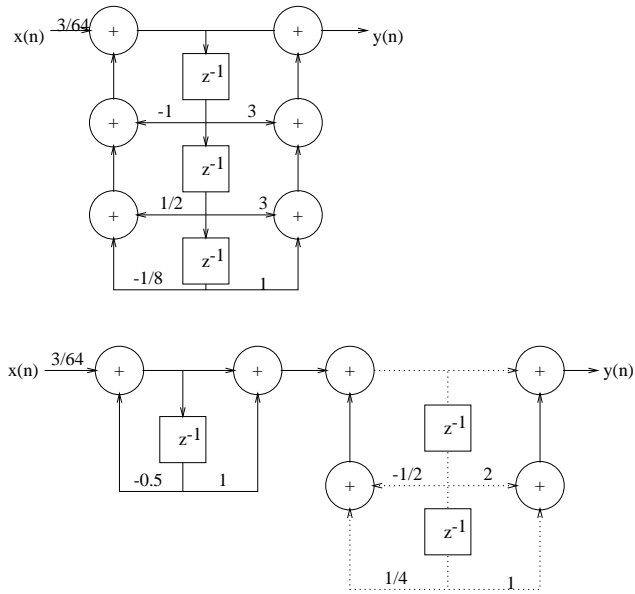 x(n) 3/64 + + y(n)
z-1
+ -1 3 +
z-1
+ 1/2 3 +
z-1
-1/8 1
x(n) 3/64 + + + + y(n)
z-1 z-1
-0.5 1 + -1/2 2 +
z-1
1/4 1